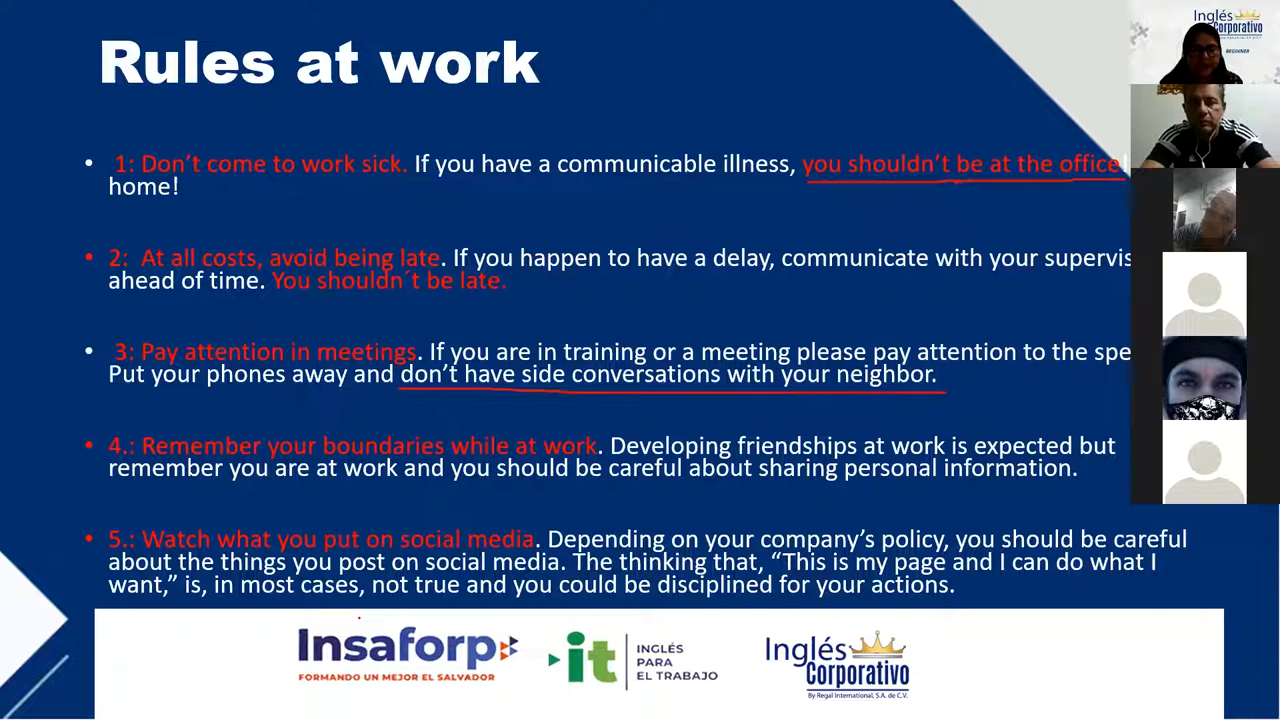 Rules at work
• 1: Don't come to work sick. If you have a communicable illness, you shouldn't be at the office
home!
• 2: At all costs, avoid being late. If you happen to have a delay, communicate with your supervis
ahead of time. You shouldn´t be late.
• 3: Pay attention in meetings. If you are in training or a meeting please pay attention to the spe
Put your phones away and don't have side conversations with your neighbor.
• 4.: Remember your boundaries while at work. Developing friendships at work is expected but
remember you are at work and you should be careful about sharing personal information.
• 5.: Watch what you put on social media. Depending on your company's policy, you should be careful
about the things you post on social media. The thinking that, “This is my page and I can do what I
want,” is, in most cases, not true and you could be disciplined for your actions.
Insaforp
FORMANDO UN MEJOR EL SALVADOR
it
INGLÉS
PARA
EL TRABAJO
Inglés
Corporativo
By Regal International, S.A. de C.V.
Inglés
Corporativo
BEGINNER